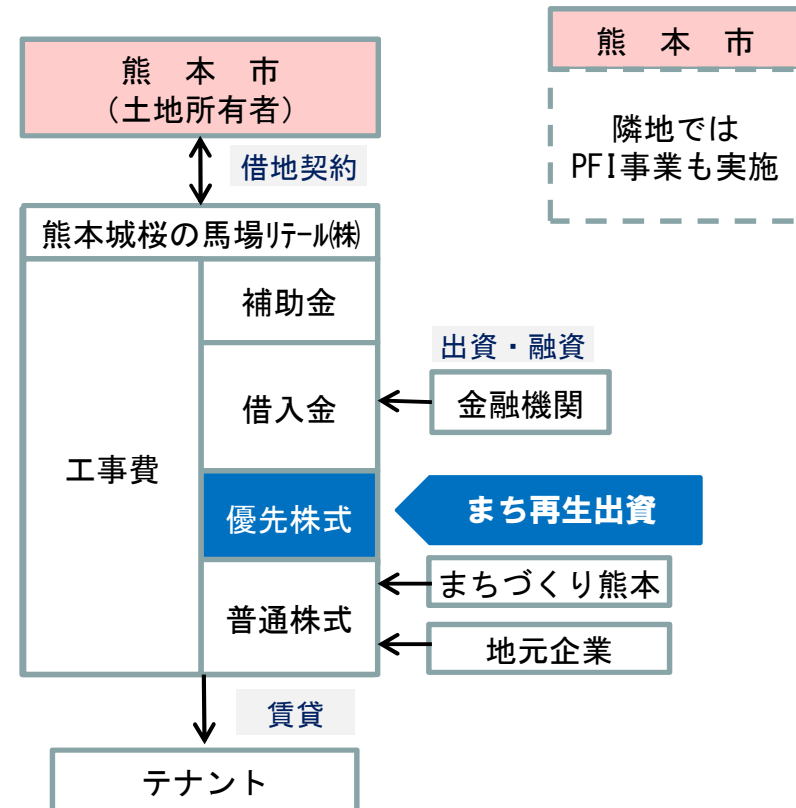 熊　本　市
（土地所有者）
借地契約
熊本城桜の馬場ﾘﾃｰﾙ㈱
工事費
補助金
借入金
優先株式
普通株式
出資・融資
金融機関
まち再生出資
まちづくり熊本
地元企業
賃貸
テナント
熊　本　市
隣地では
PFI事業も実施